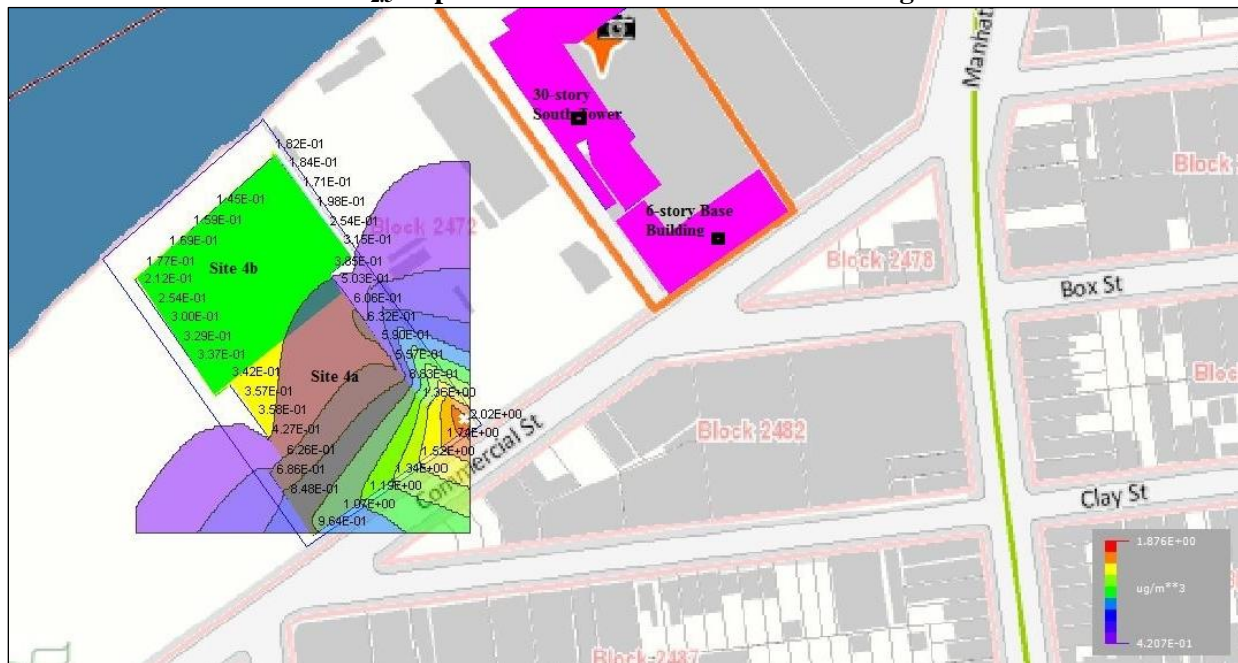 2.5
Manhat
30-story
South Tower
6-story Base
Building
Block 2
Block 2472
Block 2478
Box St
Bloc
Site 4b
Site 4a
1.82E-01
1.84E-01
1.71E-01
1.98E-01
2.54E-01
3.15E-01
3.85E-01
5.03E-01
6.06E-01
6.32E-01
5.90E-01
5.57E-01
8.83E-01
1.36E+00
2.02E+00
1.74E+00
1.52E+00
1.34E+00
1.19E+00
1.07E+00
9.64E-01
1.45E-01
1.59E-01
1.69E-01
1.77E-01
2.12E-01
2.54E-01
3.00E-01
3.29E-01
3.37E-01
3.42E-01
3.57E-01
3.58E-01
4.27E-01
6.26E-01
6.86E-01
8.48E-01
Commercial St
Block 2482
Clay St
Block 2487
1.876E+00
ug/m**3
4.207E-01